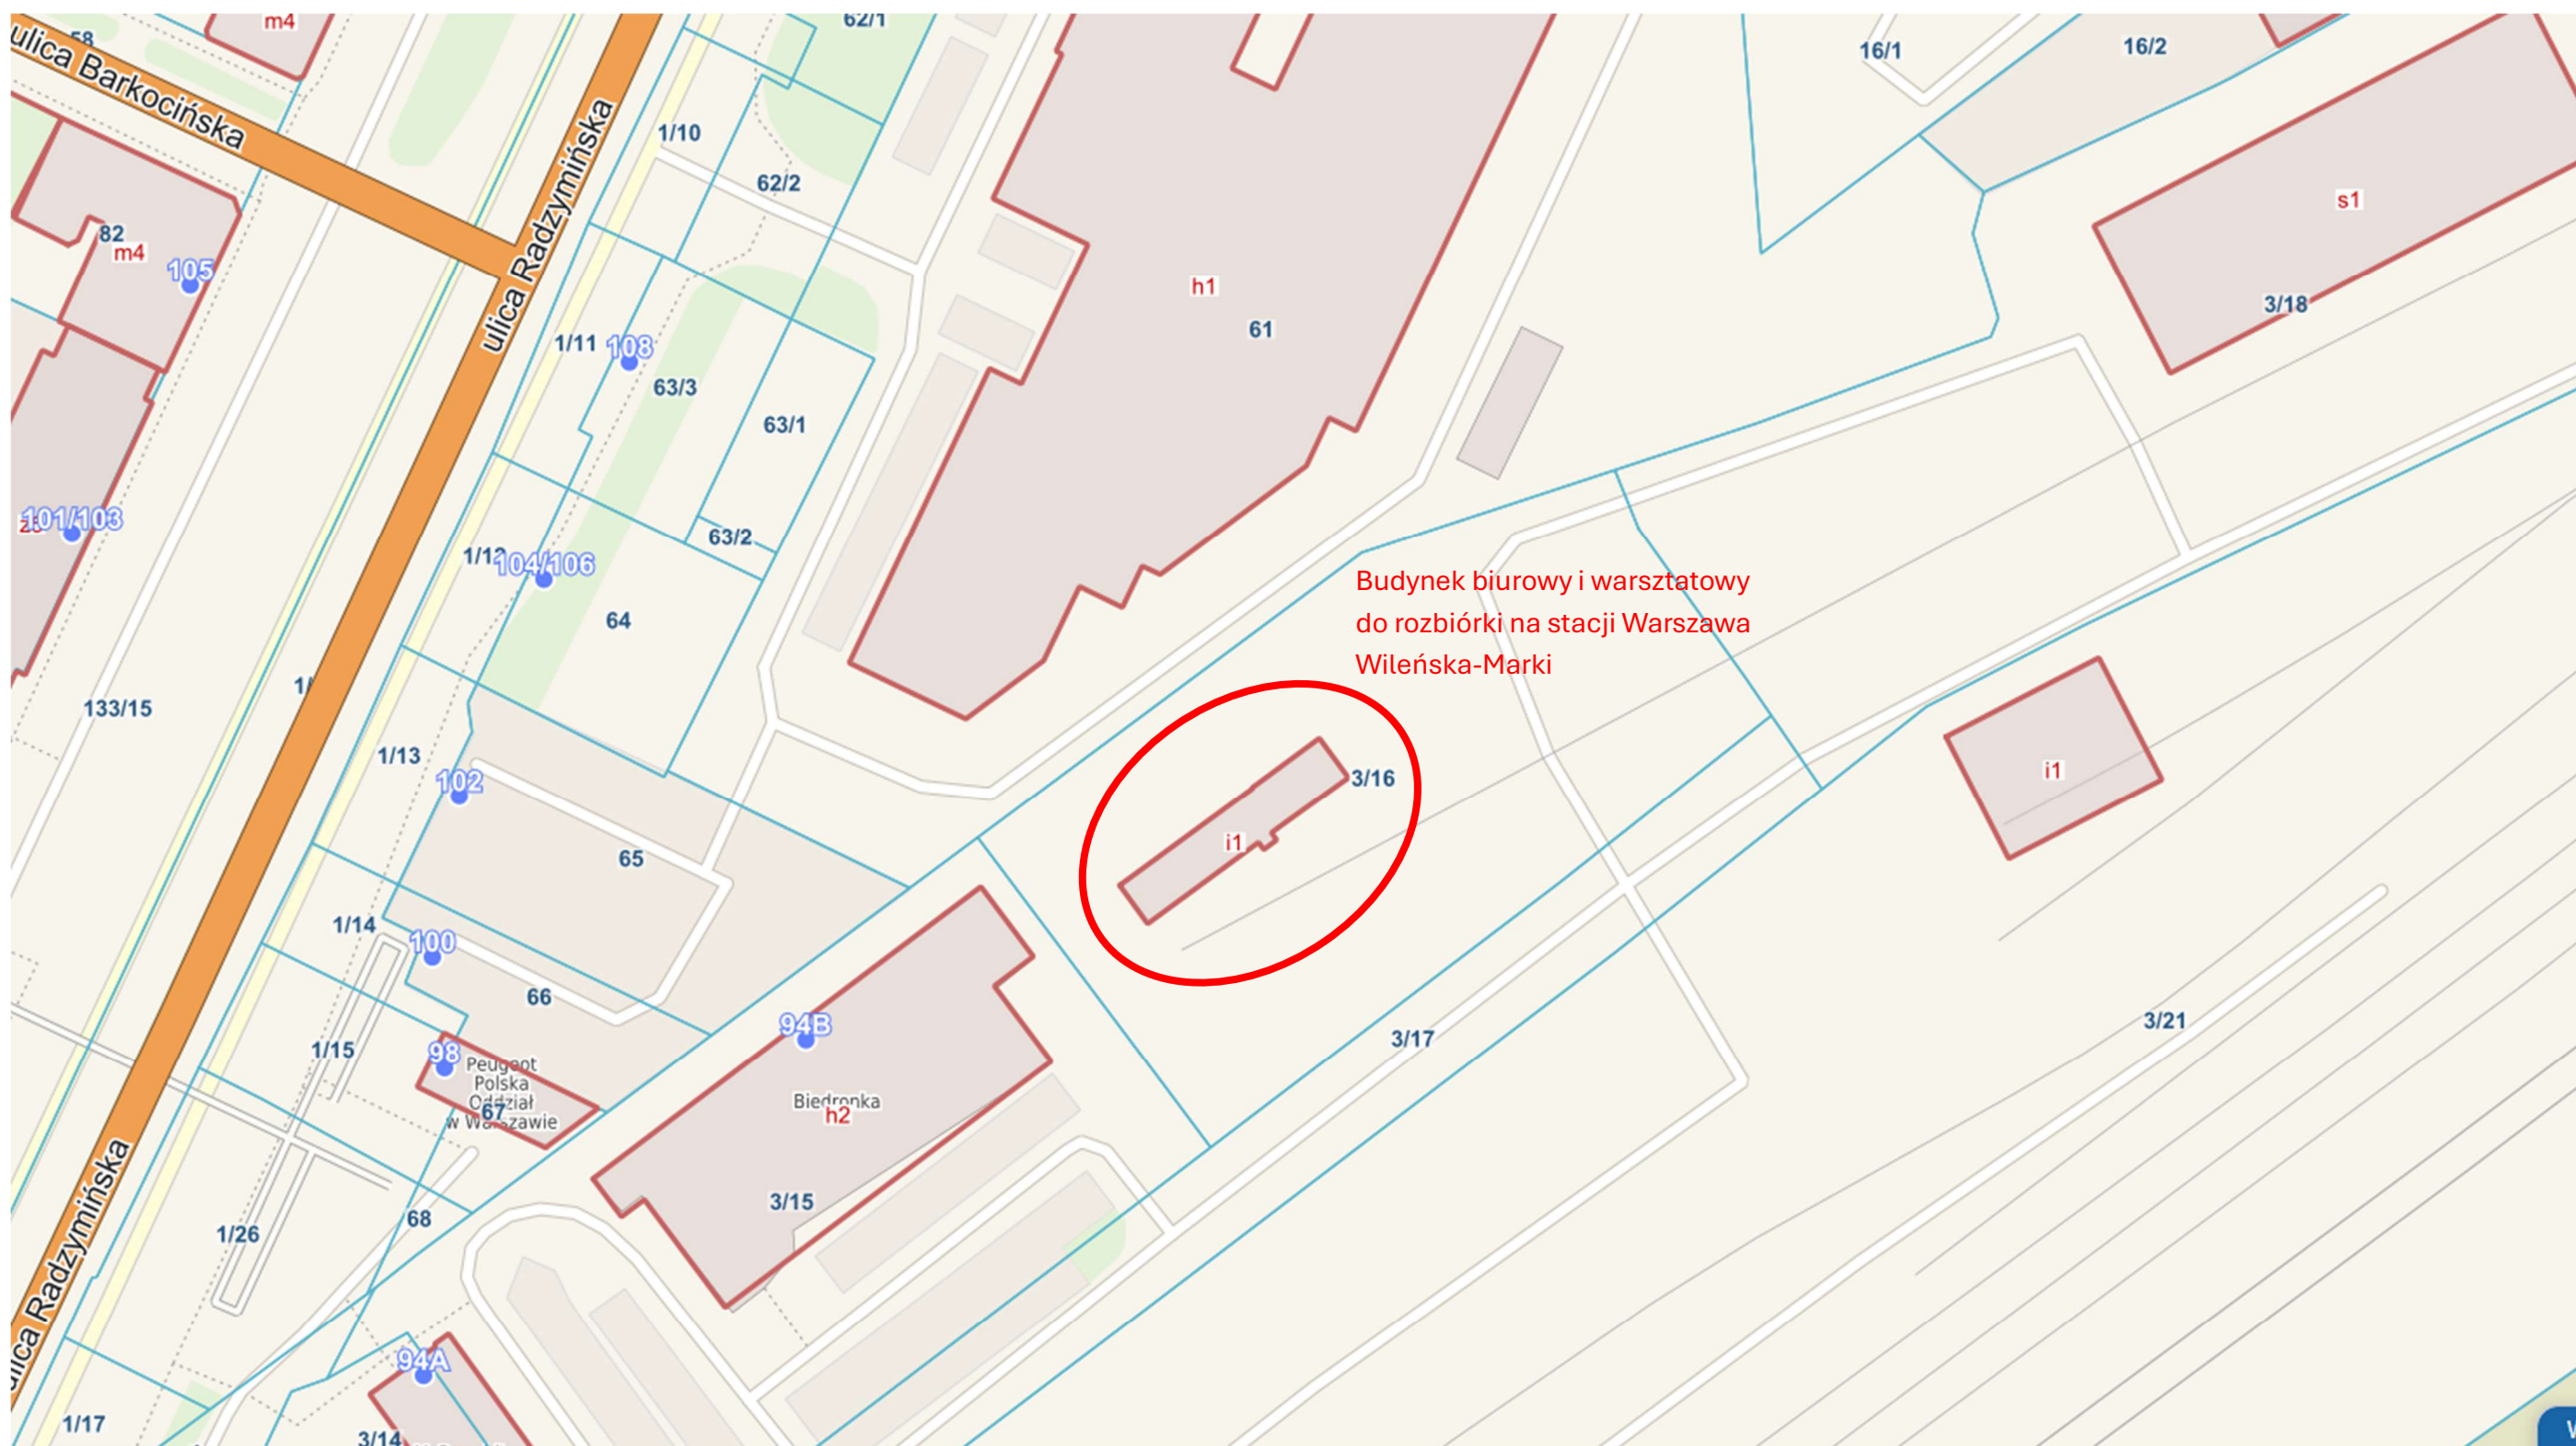 m4
62/1
58
ulica Barkocińska
16/1
16/2
1/10
62/2
s1
82
m4
105
ulica Radzymińska
h1
61
3/18
1/11
108
63/3
63/1
101/103
63/2
1/12
104/106
Budynek biurowy i warsztatowy
do rozbiórki na stacji Warszawa
Wileńska-Marki
64
133/15
1/13
102
3/16
i1
i1
65
1/14
100
66
94B
3/17
3/21
1/15
98
Peugeot
Polska
Oddział
w Warszawie
67
Biedronka
h2
3/15
68
1/26
ulica Radzymińska
94A
1/17
3/14